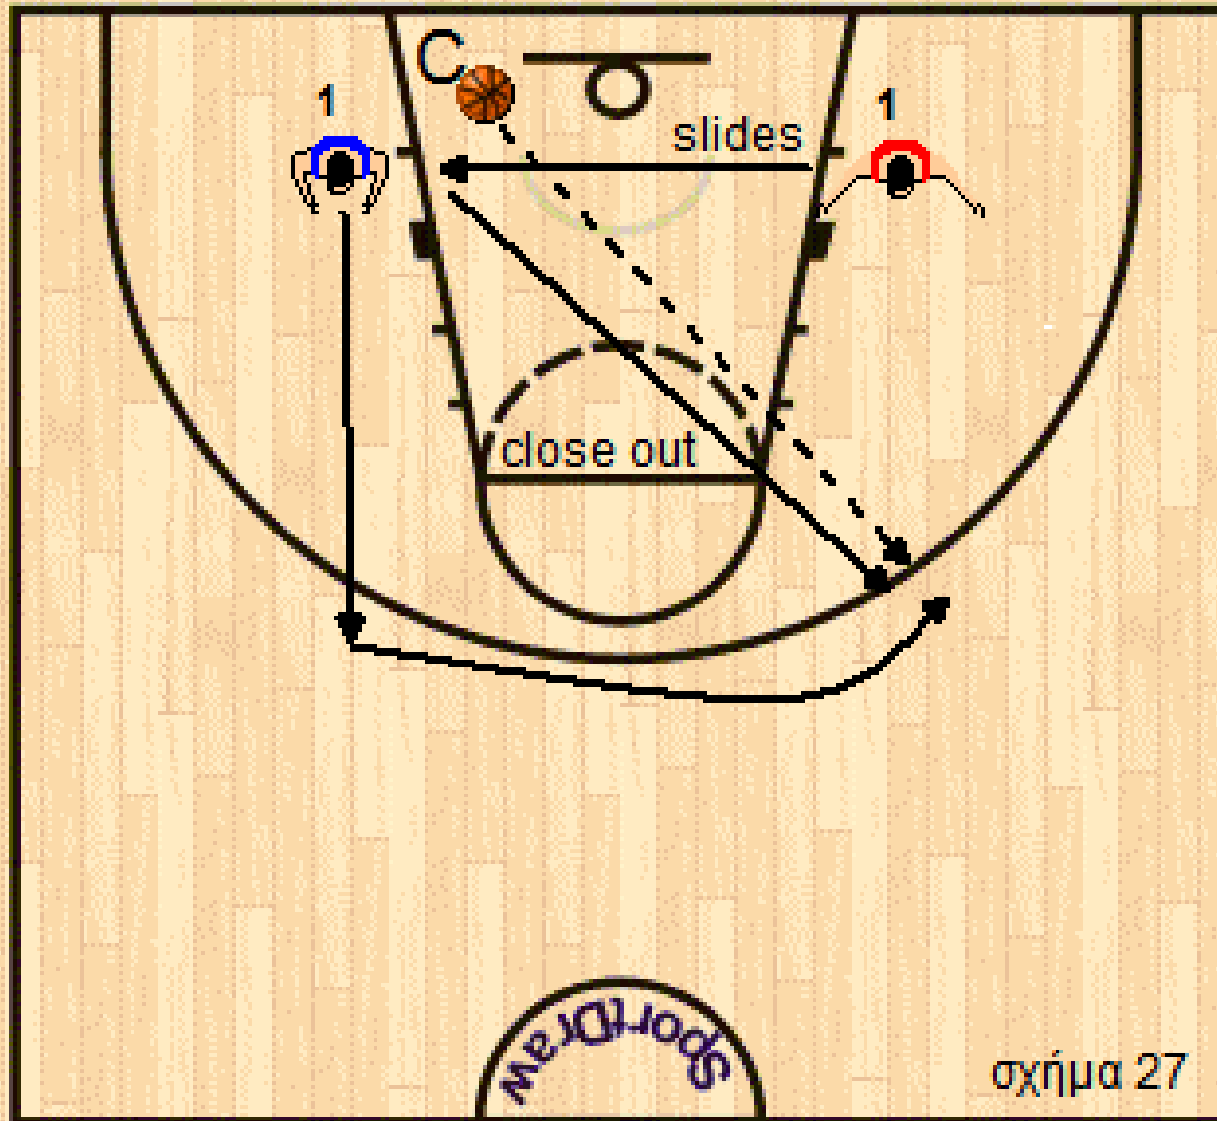 C
1
1
slides
close out
SportDraw
σχήμα 27